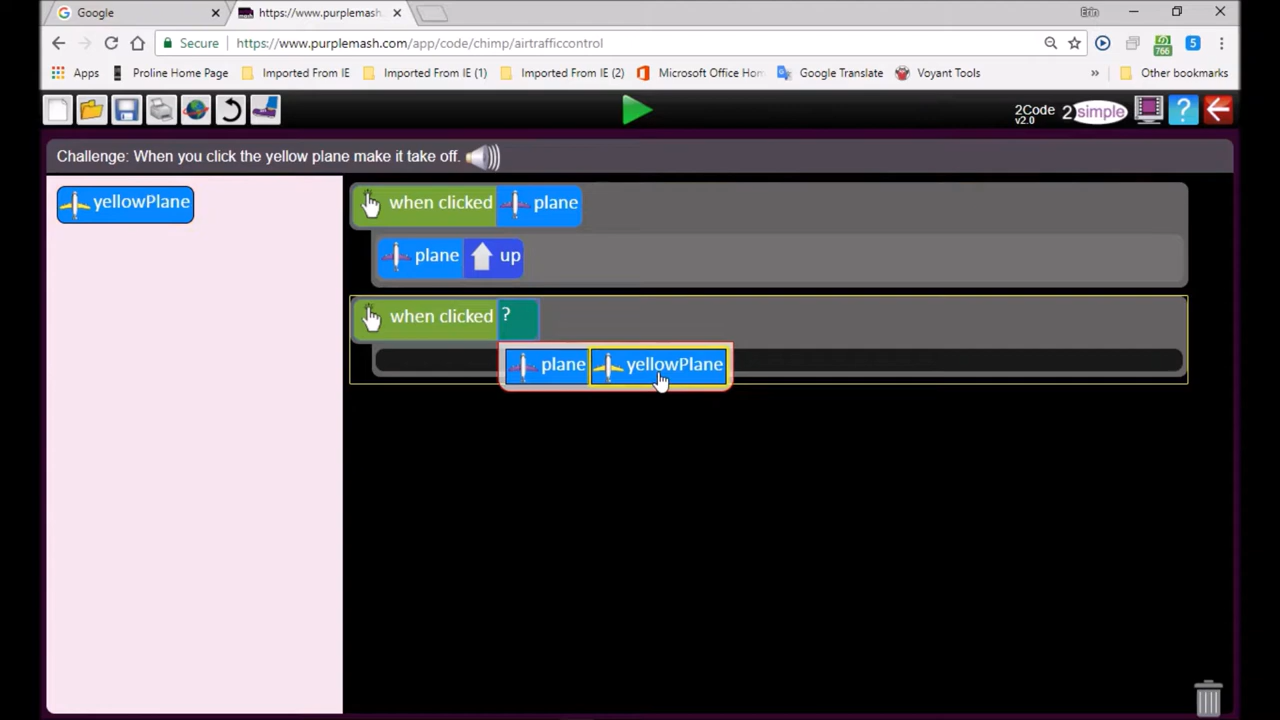 Google
https://www.purplemash.
Erin
Secure
https://www.purplemash.com/app/code/chimp/airtrafficcontrol
766
5
Apps
Proline Home Page
Imported From IE
Imported From IE (1)
Imported From IE (2)
Microsoft Office Hom
Google Translate
Voyant Tools
»
Other bookmarks
2Code
v2.0
2simple
?
Challenge: When you click the yellow plane make it take off.
yellowPlane
when clicked plane
plane up
when clicked ?
plane yellowPlane